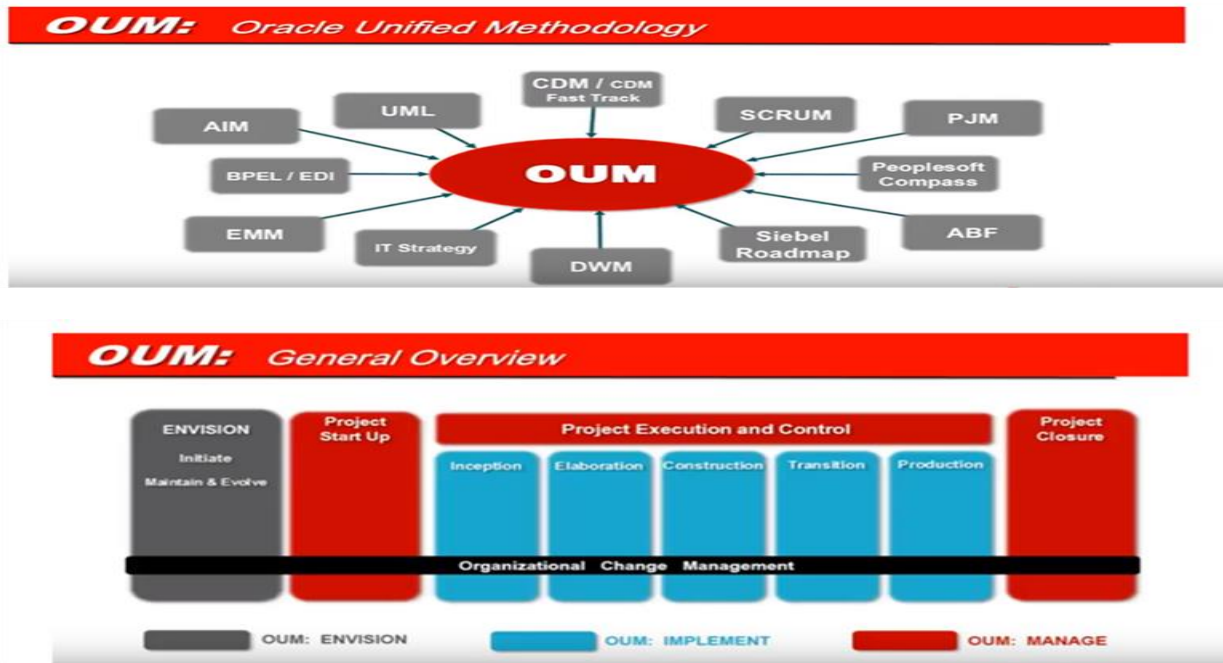 OUM: Oracle Unified Methodology
CDM / CDM
Fast Track
UML
SCRUM
AIM
PJM
BPEL / EDI
OUM
Peoplesoft
Compass
EMM
IT Strategy
DWM
Siebel
Roadmap
ABF
OUM: General Overview
ENVISION
Initiate
Maintain & Evolve
Project
Start Up
Project Execution and Control
Project
Closure
Inception
Elaboration
Construction
Transition
Production
Organizational Change Management
OUM: ENVISION
OUM: IMPLEMENT
OUM: MANAGE